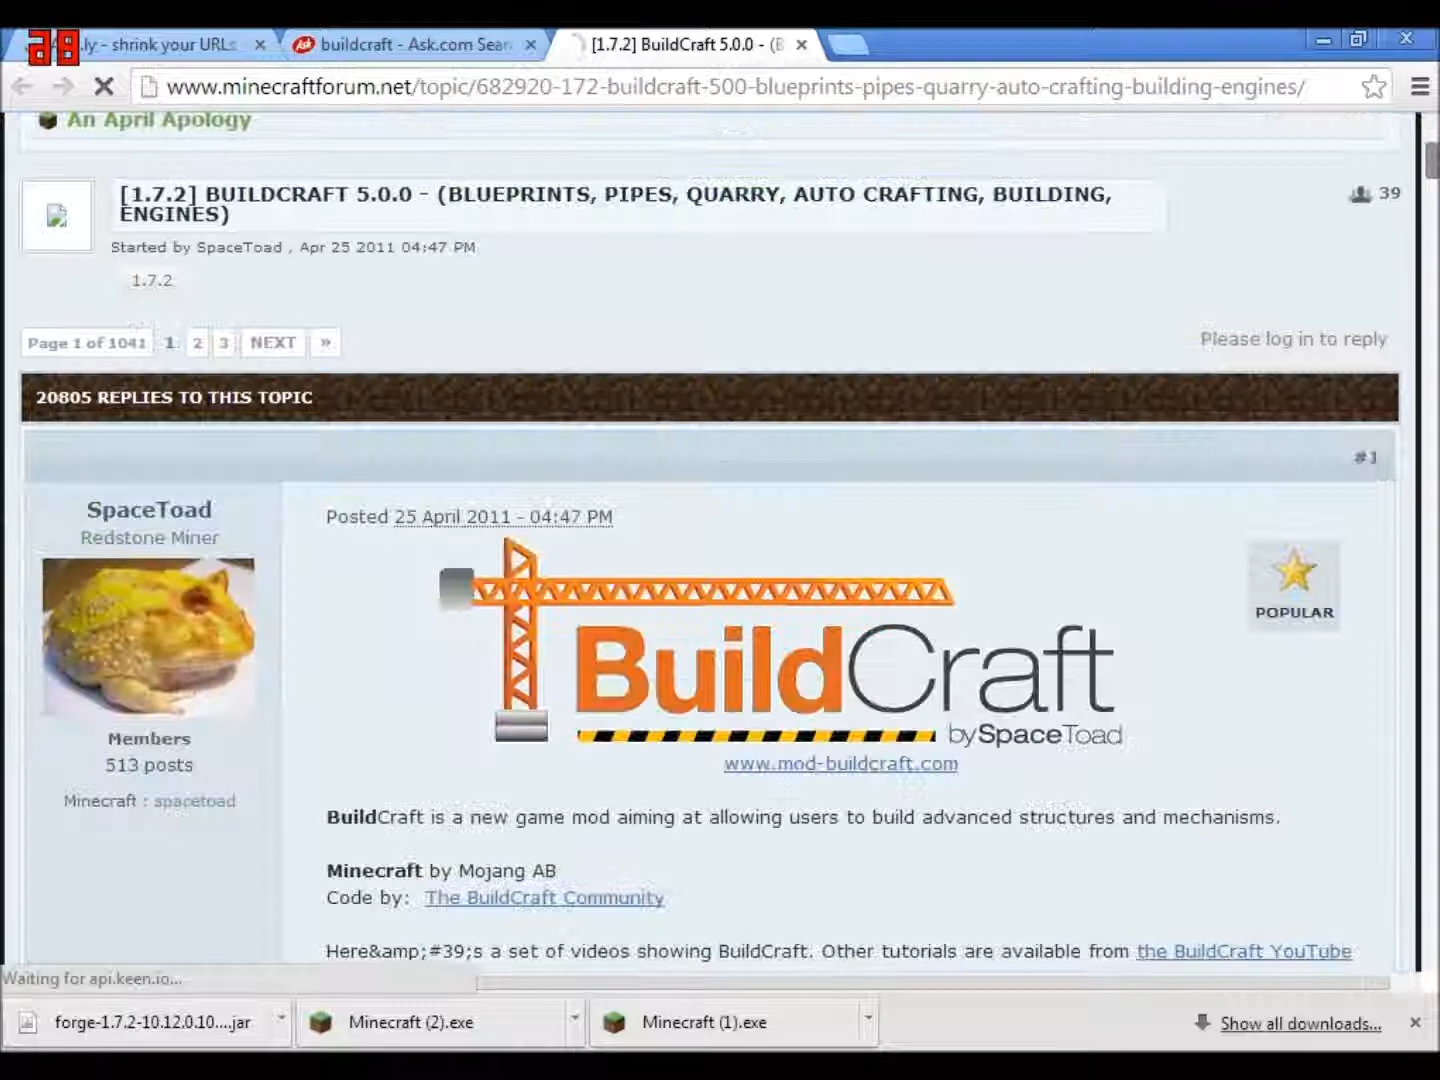 28
.ly - shrink your URLs
buildcraft - Ask.com Sear
[1.7.2] BuildCraft 5.0.0 - (B
www.minecraftforum.net/topic/682920-172-buildcraft-500-blueprints-pipes-quarry-auto-crafting-building-engines/
An April Apology
[1.7.2] BUILDCRAFT 5.0.0 - (BLUEPRINTS, PIPES, QUARRY, AUTO CRAFTING, BUILDING,
ENGINES)
39
Started by SpaceToad , Apr 25 2011 04:47 PM
1.7.2
Page 1 of 1041 1 2 3 NEXT »
Please log in to reply
20805 REPLIES TO THIS TOPIC
#1
SpaceToad
Redstone Miner
Members
513 posts
Minecraft : spacetoad
Posted 25 April 2011 - 04:47 PM
POPULAR
BuildCraft
bySpaceToad
www.mod-buildcraft.com
BuildCraft is a new game mod aiming at allowing users to build advanced structures and mechanisms.
Minecraft by Mojang AB
Code by: The BuildCraft Community
Here&amp;#39;s a set of videos showing BuildCraft. Other tutorials are available from the BuildCraft YouTube
Waiting for api.keen.io...
forge-1.7.2-10.12.0.10....jar
Minecraft (2).exe
Minecraft (1).exe
Show all downloads...